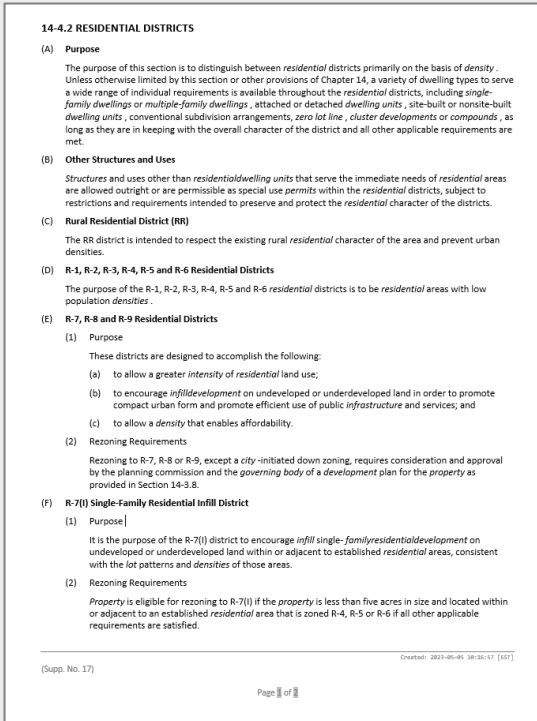 14-4.2 RESIDENTIAL DISTRICTS
(A) Purpose
The purpose of this section is to distinguish between residential districts primarily on the basis of density .
Unless otherwise limited by this section or other provisions of Chapter 14, a variety of dwelling types to serve
a wide range of individual requirements is available throughout the residential districts, including single-
family dwellings or multiple-family dwellings , attached or detached dwelling units , site-built or nonsite-built
dwelling units , conventional subdivision arrangements, zero lot line , cluster developments or compounds , as
long as they are in keeping with the overall character of the district and all other applicable requirements are
met.
(B) Other Structures and Uses
Structures and uses other than residentialdwelling units that serve the immediate needs of residential areas
are allowed outright or are permissible as special use permits within the residential districts, subject to
restrictions and requirements intended to preserve and protect the residential character of the districts.
(C) Rural Residential District (RR)
The RR district is intended to respect the existing rural residential character of the area and prevent urban
densities.
(D) R-1, R-2, R-3, R-4, R-5 and R-6 Residential Districts
The purpose of the R-1, R-2, R-3, R-4, R-5 and R-6 residential districts is to be residential areas with low
population densities .
(E) R-7, R-8 and R-9 Residential Districts
(1) Purpose
These districts are designed to accomplish the following:
(a) to allow a greater intensity of residential land use;
(b) to encourage infilldevelopment on undeveloped or underdeveloped land in order to promote
compact urban form and promote efficient use of public infrastructure and services; and
(c) to allow a density that enables affordability.
(2) Rezoning Requirements
Rezoning to R-7, R-8 or R-9, except a city -initiated down zoning, requires consideration and approval
by the planning commission and the governing body of a development plan for the property as
provided in Section 14-3.8.
(F) R-7(I) Single-Family Residential Infill District
(1) Purpose
It is the purpose of the R-7(I) district to encourage infill single- familyresidentialdevelopment on
undeveloped or underdeveloped land within or adjacent to established residential areas, consistent
with the lot patterns and densities of those areas.
(2) Rezoning Requirements
Property is eligible for rezoning to R-7(I) if the property is less than five acres in size and located within
or adjacent to an established residential area that is zoned R-4, R-5 or R-6 if all other applicable
requirements are satisfied.
Created: 2023-05-05 10:16:57 [EST]
(Supp. No. 17)
Page 1 of 2